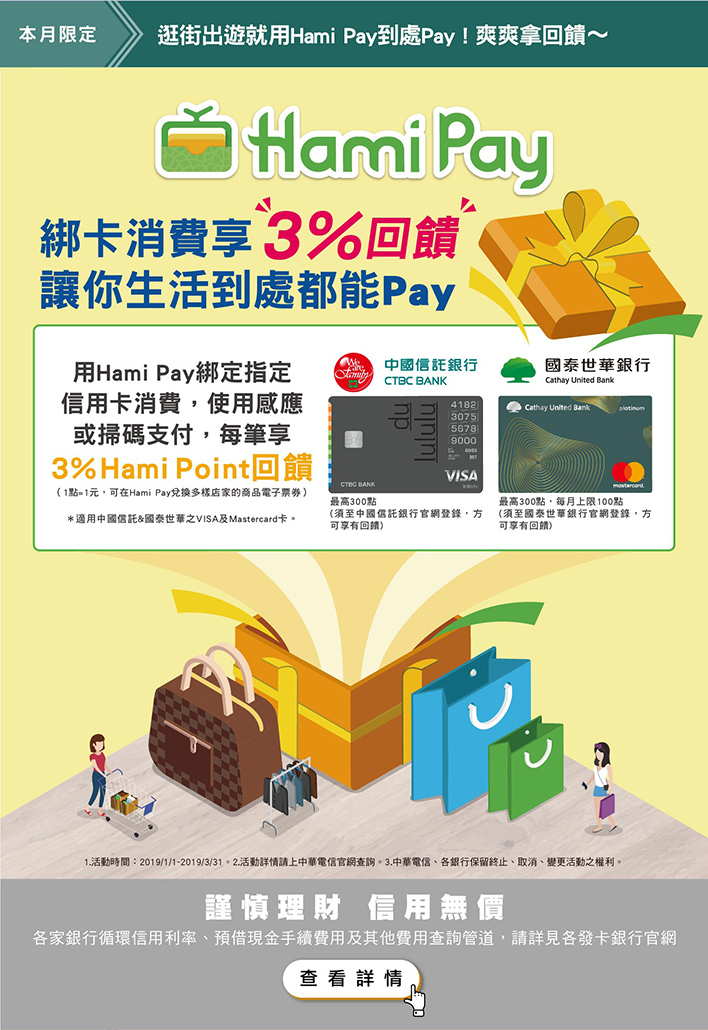 本月限定
逛街出遊就用Hami Pay到處Pay！爽爽拿回饋～
Hami Pay
綁卡消費享3%回饋
讓你生活到處都能Pay
用Hami Pay綁定指定
信用卡消費，使用感應
或掃碼支付，每筆享
3%Hami Point回饋
（1點=1元，可在Hami Pay兌換多樣店家的商品電子票券）
＊適用中國信託&國泰世華之VISA及Mastercard卡。
We are Family
中國信託銀行
CTBC BANK
du
lululu
4182
3075
5678
9000
VISA
CTBC BANK
最高300點
(須至中國信託銀行官網登錄，方
可享有回饋)
國泰世華銀行
Cathay United Bank
Cathay United Bank
platinum
mastercard.
最高300點，每月上限100點
(須至國泰世華銀行官網登錄，方
可享有回饋)
1.活動時間：2019/1/1~2019/3/31。2.活動詳情請上中華電信官網查詢。3.中華電信、各銀行保留終止、取消、變更活動之權利。
謹慎理財 信用無價
各家銀行循環信用利率、預借現金手續費用及其他費用查詢管道，請詳見各發卡銀行官網
查看詳情